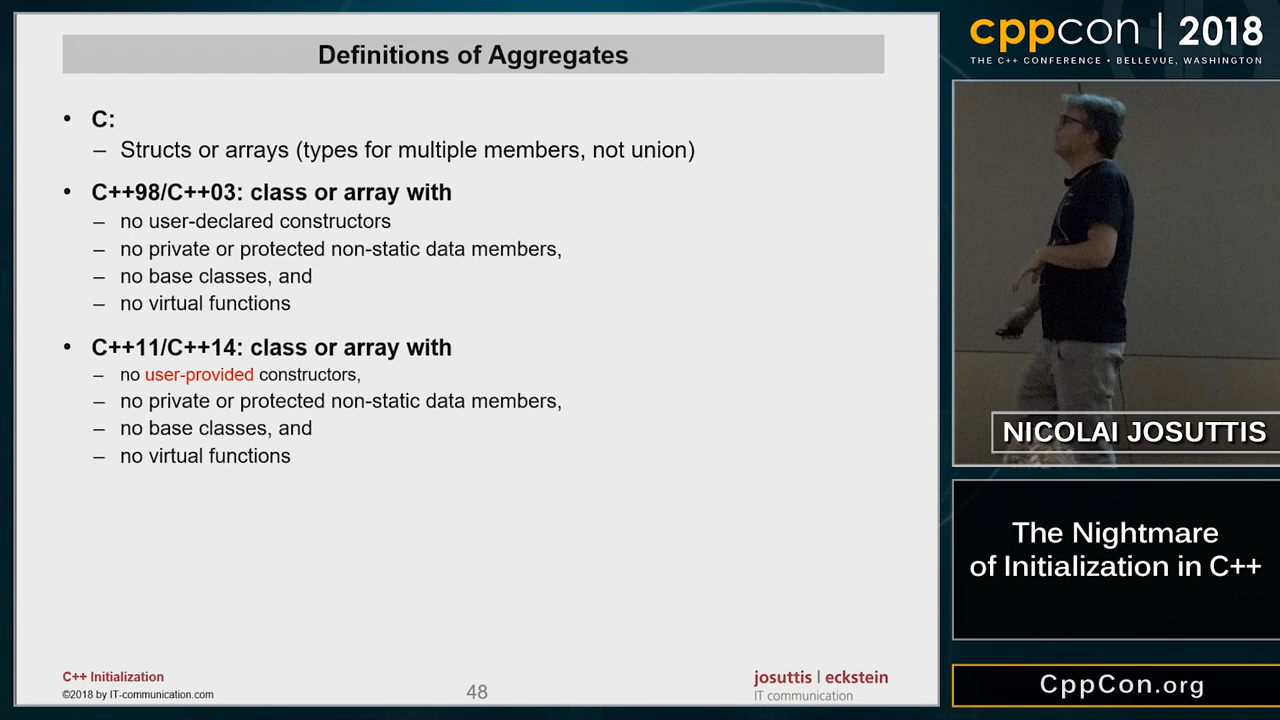 Definitions of Aggregates
• C:
– Structs or arrays (types for multiple members, not union)
• C++98/C++03: class or array with
– no user-declared constructors
– no private or protected non-static data members,
– no base classes, and
– no virtual functions
• C++11/C++14: class or array with
– no user-provided constructors,
– no private or protected non-static data members,
– no base classes, and
– no virtual functions
C++ Initialization
©2018 by IT-communication.com
48
josuttis | eckstein
IT communication
cppcon | 2018
THE C++ CONFERENCE • BELLEVUE, WASHINGTON
NICOLAI JOSUTTIS
The Nightmare
of Initialization in C++
CppCon.org